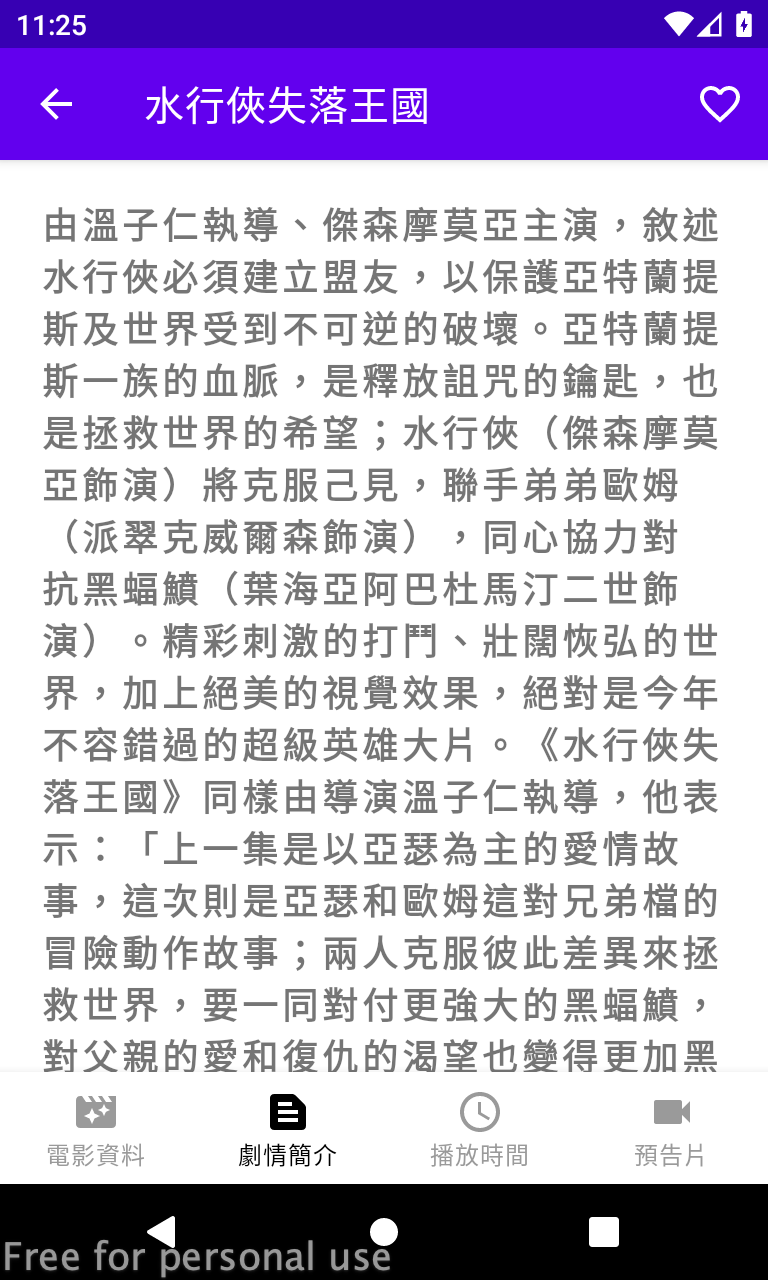 11:25
水行俠失落王國
由溫子仁執導、傑森摩莫亞主演，敘述
水行俠必須建立盟友，以保護亞特蘭提
斯及世界受到不可逆的破壞。亞特蘭提
斯一族的血脈，是釋放詛咒的鑰匙，也
是拯救世界的希望；水行俠（傑森摩莫
亞飾演）將克服己見，聯手弟弟歐姆
（派翠克威爾森飾演），同心協力對
抗黑蝠鱝（葉海亞阿巴杜馬汀二世飾
演）。精彩刺激的打鬥、壯闊恢弘的世
界，加上絕美的視覺效果，絕對是今年
不容錯過的超級英雄大片。《水行俠失
落王國》同樣由導演溫子仁執導，他表
示：「上一集是以亞瑟為主的愛情故
事，這次則是亞瑟和歐姆這對兄弟檔的
冒險動作故事；兩人克服彼此差異來拯
救世界，要一同對付更強大的黑蝠鱝，
對父親的愛和復仇的渴望也變得更加黑
電影資料
劇情簡介
播放時間
預告片
Free for personal use